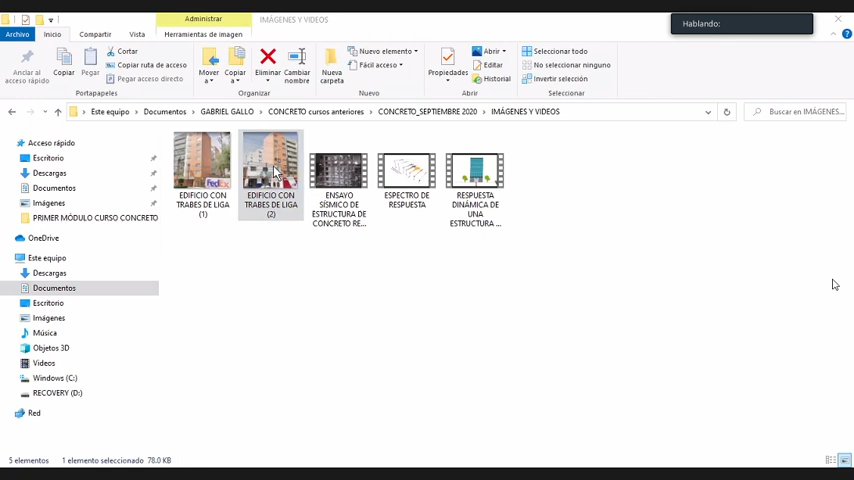 Administrar
IMÁGENES Y VIDEOS
Hablando:
Archivo
Inicio
Compartir
Vista
Herramientas de imagen
Anclar al acceso rápido
Copiar
Pegar
Cortar
Copiar ruta de acceso
Pegar acceso directo
Portapapeles
Mover a
Copiar a
Eliminar
Cambiar nombre
Organizar
Nueva carpeta
Nuevo elemento
Fácil acceso
Nuevo
Propiedades
Abrir
Editar
Historial
Abrir
Seleccionar todo
No seleccionar ninguno
Invertir selección
Seleccionar
Este equipo
Documentos
GABRIEL GALLO
CONCRETO cursos anteriores
CONCRETO_SEPTIEMBRE 2020
IMÁGENES Y VIDEOS
Buscar en IMÁGENES...
Acceso rápido
Escritorio
Descargas
Documentos
Imágenes
PRIMER MÓDULO CURSO CONCRETO
OneDrive
Este equipo
Descargas
Documentos
Escritorio
Imágenes
Música
Objetos 3D
Videos
Windows (C:)
RECOVERY (D:)
Red
FedEx
EDIFICIO CON
TRABES DE LIGA
(1)
EDIFICIO CON
TRABES DE LIGA
(2)
ENSAYO
SÍSMICO DE
ESTRUCTURA DE
CONCRETO RE...
ESPECTRO DE
RESPUESTA
RESPUESTA
DINÁMICA DE
UNA
ESTRUCTURA ...
5 elementos
1 elemento seleccionado 78.0 KB